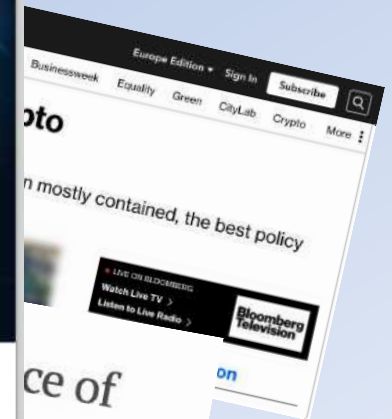 Europe Edition Sign In Subscribe
Businessweek Equality Green CityLab Crypto More
pto
n mostly contained, the best policy
LIVE ON BLOOMBERG
Watch Live TV >
Listen to Live Radio >
Bloomberg
Television
on
ce of